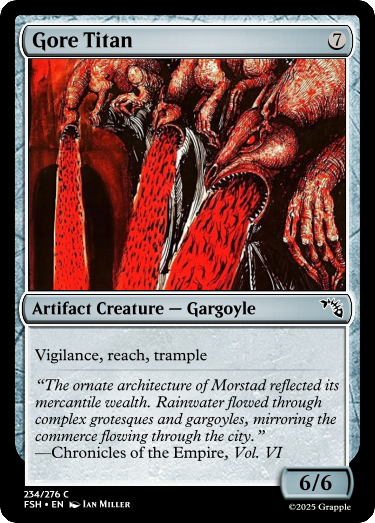 Gore Titan 7
Artifact Creature — Gargoyle
Vigilance, reach, trample
“The ornate architecture of Morstad reflected its
mercantile wealth. Rainwater flowed through
complex grotesques and gargoyles, mirroring the
commerce flowing through the city.”
—Chronicles of the Empire, Vol. VI
6/6
234/276 C
FSH • EN Ian Miller
©2025 Grapple